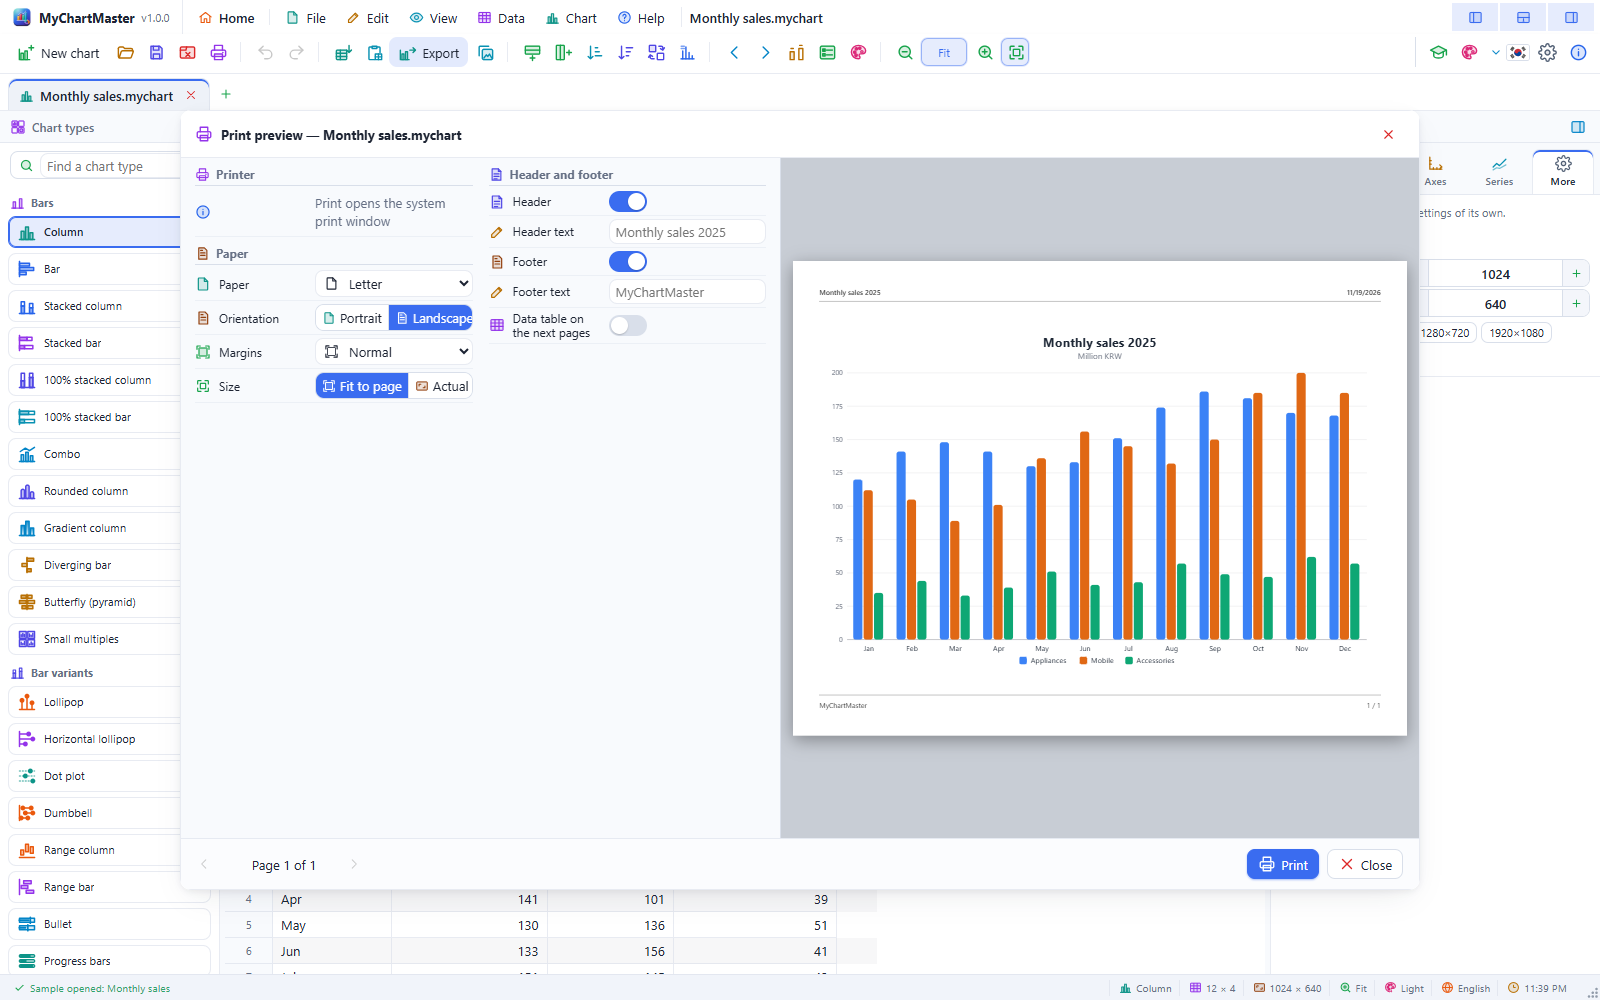 MyChartMaster v1.0.0
Home
File
Edit
View
Data
Chart
Help
Monthly sales.mychart
New chart
Export
Fit
Monthly sales.mychart
Chart types
Find a chart type
Bars
Column
Bar
Stacked column
Stacked bar
100% stacked column
100% stacked bar
Combo
Rounded column
Gradient column
Diverging bar
Butterfly (pyramid)
Small multiples
Bar variants
Lollipop
Horizontal lollipop
Dot plot
Dumbbell
Range column
Range bar
Bullet
Progress bars
Print preview — Monthly sales.mychart
Printer
Print opens the system
print window
Paper
Paper
Letter
Orientation
Portrait
Landscape
Margins
Normal
Size
Fit to page
Actual
Header and footer
Header
Header text
Monthly sales 2025
Footer
Footer text
MyChartMaster
Data table on
the next pages
Monthly sales 2025
11/19/2026
Monthly sales 2025
Million KRW
200
175
150
125
100
75
50
25
0
Jan Feb Mar Apr May Jun Jul Aug Sep Oct Nov Dec
Appliances Mobile Accessories
MyChartMaster
1 / 1
Page 1 of 1
Print
Close
Axes
Series
More
ettings of its own.
1024
640
1280×720
1920×1080
4 Apr 141 101 39
5 May 130 136 51
6 Jun 133 156 41
Sample opened: Monthly sales
Column
12 × 4
1024 × 640
Fit
Light
English
11:39 PM